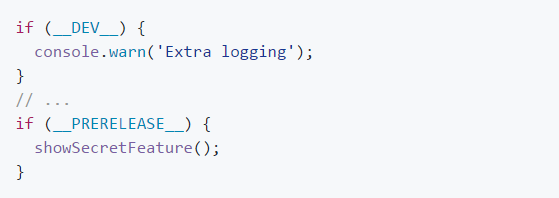 if (__DEV__) {
  console.warn('Extra logging');
}
// ...
if (__PRERELEASE__) {
  showSecretFeature();
}